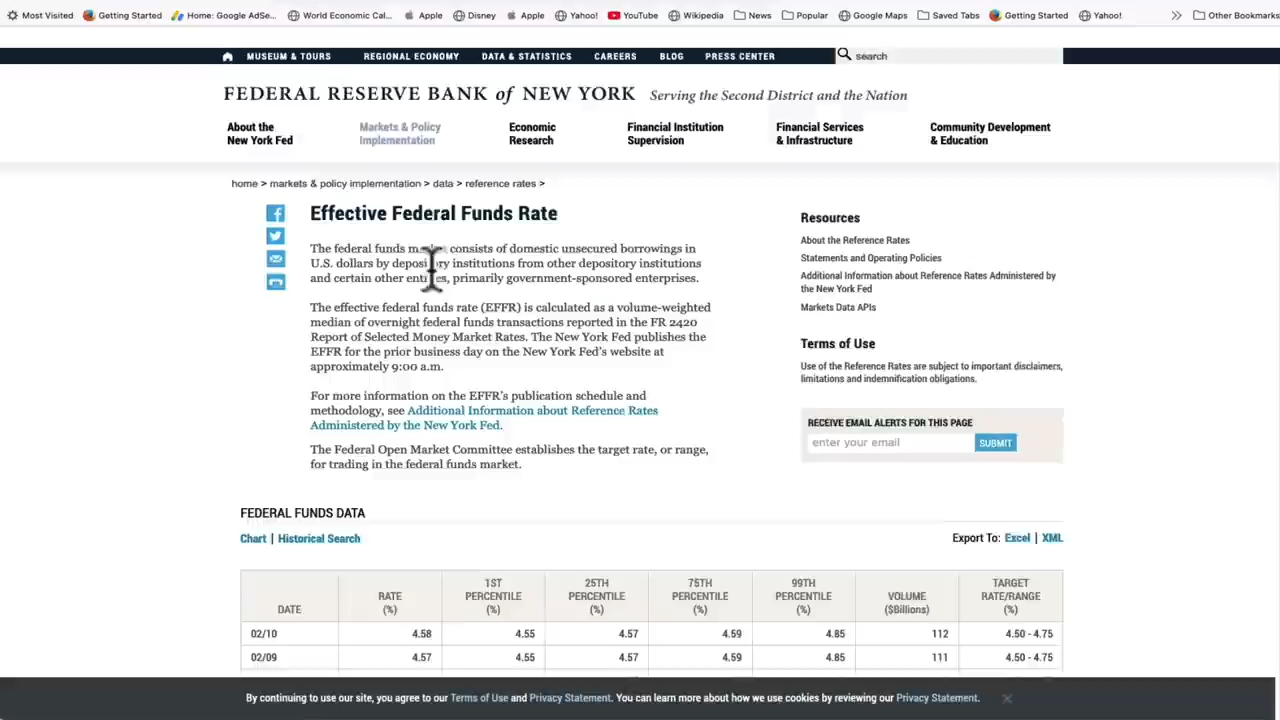 Most Visited Getting Started Home: Google AdSe... World Economic Cal... Apple Disney Apple Yahoo! YouTube Wikipedia News Popular Google Maps Saved Tabs Getting Started Yahoo! Other Bookmarks
MUSEUM & TOURS REGIONAL ECONOMY DATA & STATISTICS CAREERS BLOG PRESS CENTER search
FEDERAL RESERVE BANK of NEW YORK Serving the Second District and the Nation
About the New York Fed
Markets & Policy Implementation
Economic Research
Financial Institution Supervision
Financial Services & Infrastructure
Community Development & Education
home > markets & policy implementation > data > reference rates >
Effective Federal Funds Rate
The federal funds consists of domestic unsecured borrowings in
U.S. dollars by depository institutions from other depository institutions
and certain other entities, primarily government-sponsored enterprises.
The effective federal funds rate (EFFR) is calculated as a volume-weighted
median of overnight federal funds transactions reported in the FR 2420
Report of Selected Money Market Rates. The New York Fed publishes the
EFFR for the prior business day on the New York Fed's website at
approximately 9:00 a.m.
For more information on the EFFR's publication schedule and
methodology, see Additional Information about Reference Rates
Administered by the New York Fed.
The Federal Open Market Committee establishes the target rate, or range,
for trading in the federal funds market.
Resources
About the Reference Rates
Statements and Operating Policies
Additional Information about Reference Rates Administered by
the New York Fed
Markets Data APIs
Terms of Use
Use of the Reference Rates are subject to important disclaimers,
limitations and indemnification obligations.
RECEIVE EMAIL ALERTS FOR THIS PAGE
enter your email SUBMIT
FEDERAL FUNDS DATA
Chart | Historical Search
Export To: Excel | XML
DATE RATE (%) 1ST PERCENTILE (%) 25TH PERCENTILE (%) 75TH PERCENTILE (%) 99TH PERCENTILE (%) VOLUME ($Billions) TARGET RATE/RANGE (%)
02/10 4.58 4.55 4.57 4.59 4.85 112 4.50 - 4.75
02/09 4.57 4.55 4.57 4.59 4.85 111 4.50 - 4.75
By continuing to use our site, you agree to our Terms of Use and Privacy Statement. You can learn more about how we use cookies by reviewing our Privacy Statement.